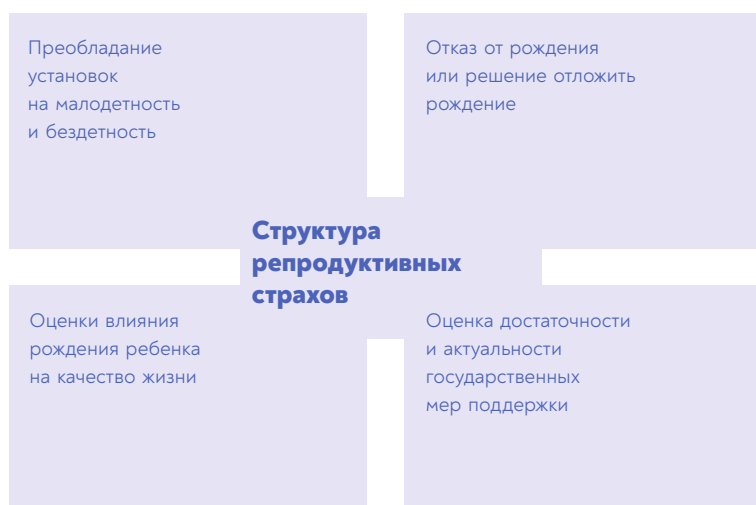 Преобладание
установок
на малодетность
и бездетность
Отказ от рождения
или решение отложить
рождение
Структура
репродуктивных
страхов
Оценки влияния
рождения ребенка
на качество жизни
Оценка достаточности
и актуальности
государственных
мер поддержки